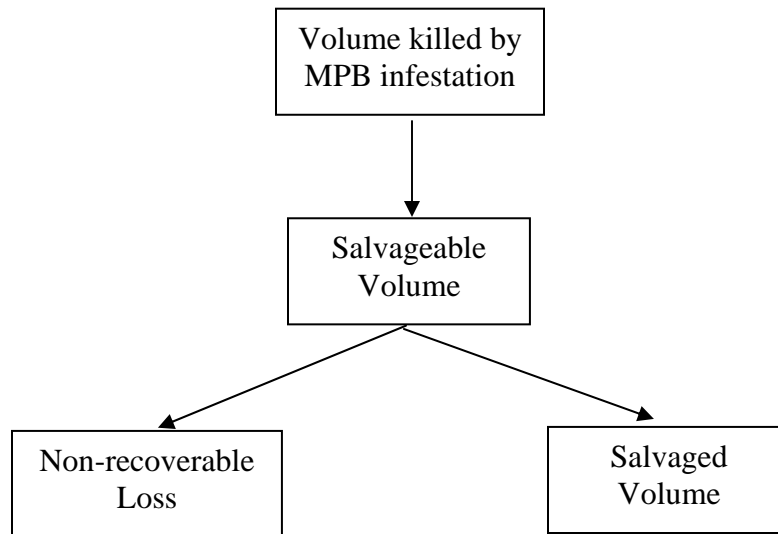 Volume killed by
MPB infestation
Salvageable
Volume
Non-recoverable
Loss
Salvaged
Volume